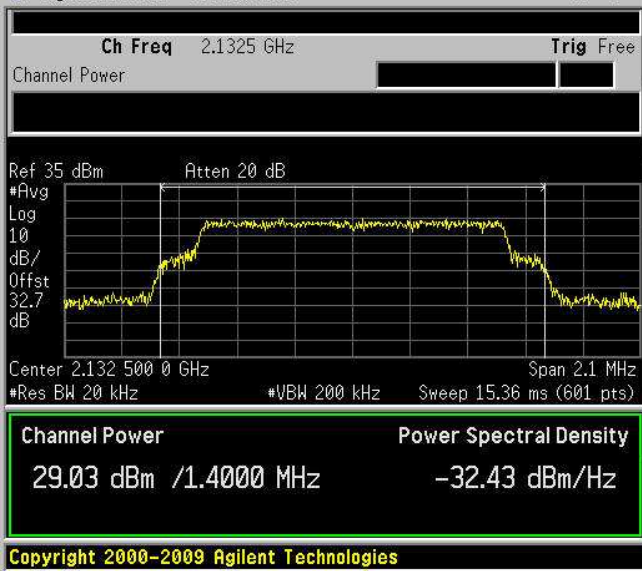 Ch Freq 2.1325 GHz Trig Free
Channel Power
Ref 35 dBm Atten 20 dB
#Avg
Log
10
dB/
Offst
32.7
dB
Center 2.132 500 0 GHz Span 2.1 MHz
#Res BW 20 kHz #VBW 200 kHz Sweep 15.36 ms (601 pts)
Channel Power Power Spectral Density
29.03 dBm /1.4000 MHz -32.43 dBm/Hz
Copyright 2000-2009 Agilent Technologies